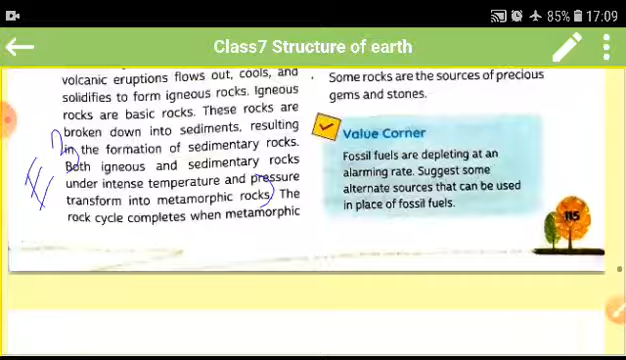 85% 17:09
Class7 Structure of earth
volcanic eruptions flows out, cools, and
solidifies to form igneous rocks. Igneous
rocks are basic rocks. These rocks are
broken down into sediments, resulting
in the formation of sedimentary rocks.
Both igneous and sedimentary rocks
under intense temperature and pressure
transform into metamorphic rocks. The
rock cycle completes when metamorphic
Some rocks are the sources of precious
gems and stones.
Value Corner
Fossil fuels are depleting at an
alarming rate. Suggest some
alternate sources that can be used
in place of fossil fuels.
115